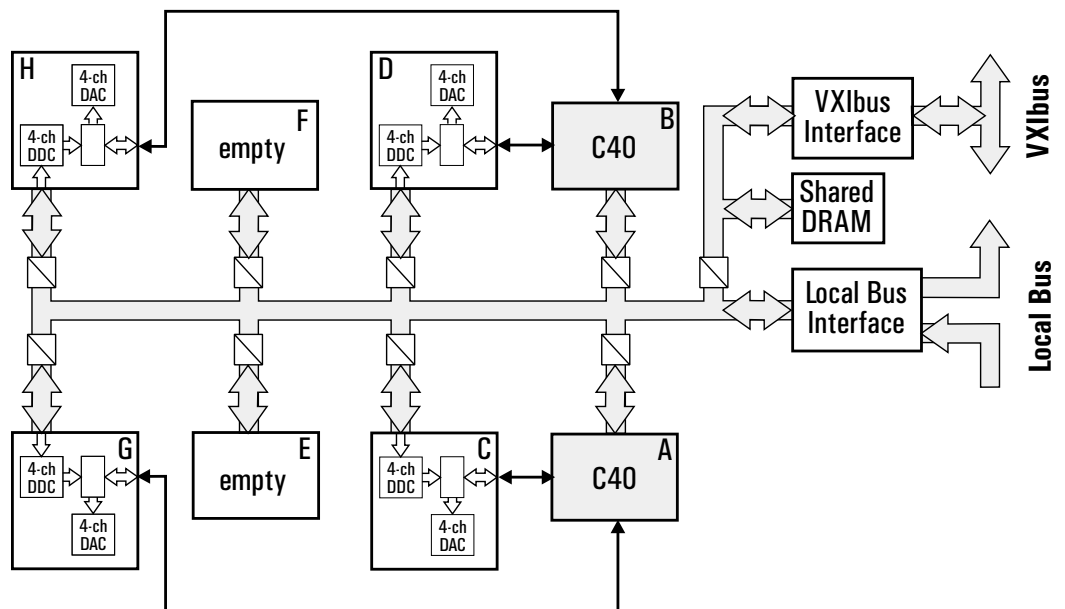 H
4-ch
DAC
4-ch
DDC
F
empty
D
4-ch
DAC
4-ch
DDC
B
C40
VXIbus
Interface
VXIbus
Shared
DRAM
Local Bus
Interface
Local Bus
G
4-ch
DDC
4-ch
DAC
E
empty
C
4-ch
DDC
4-ch
DAC
A
C40